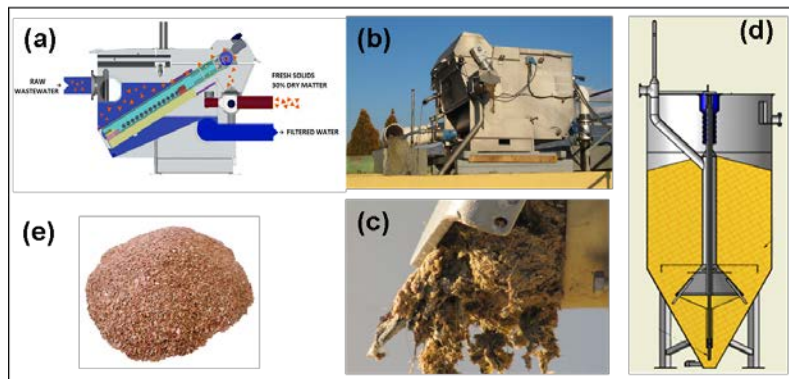 (a)
RAW
WASTEWATER
FRESH SOLIDS
30% DRY MATTER
FILTERED WATER
(b)
(c)
(d)
(e)